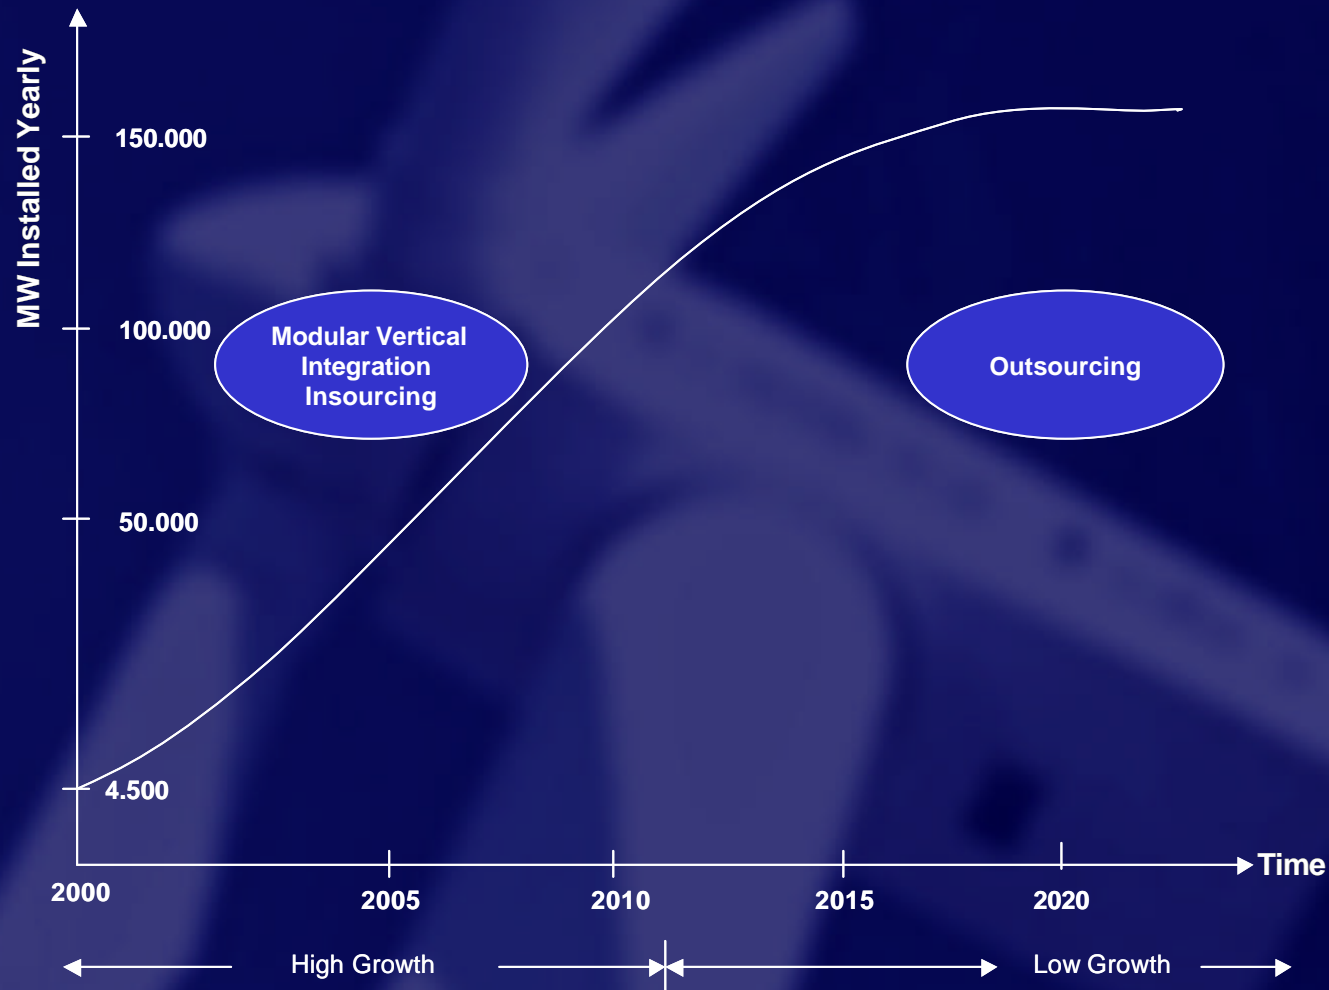 MW Installed Yearly
150.000
100.000
Modular Vertical
Integration
Insourcing
Outsourcing
50.000
4.500
Time
2000
2005
2010
2015
2020
High Growth
Low Growth